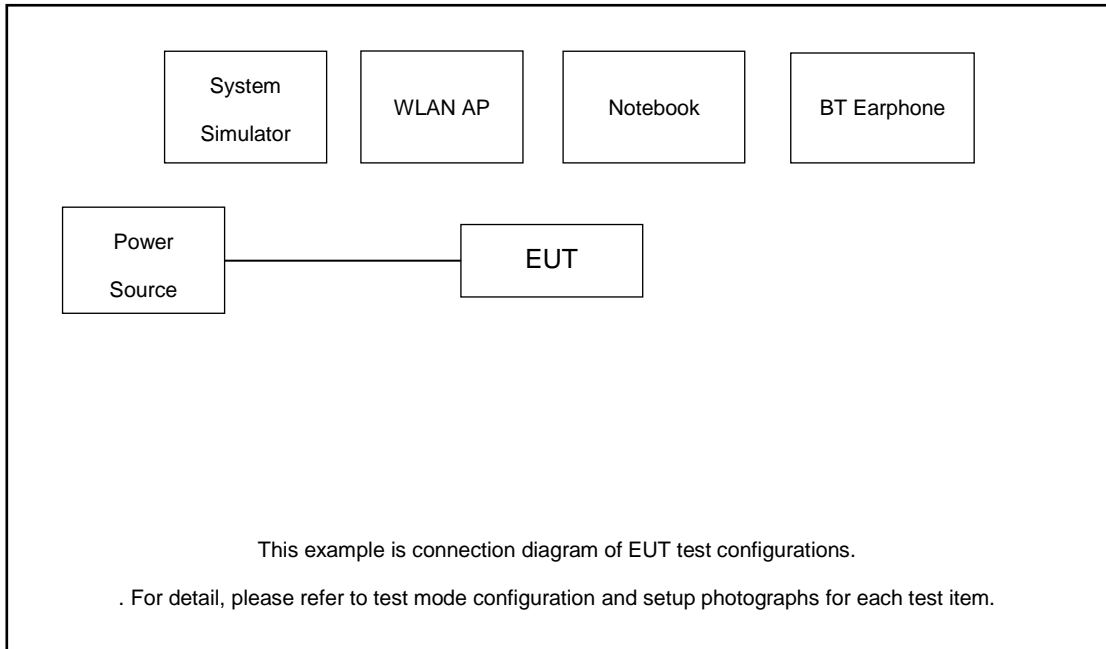 System
Simulator
WLAN AP
Notebook
BT Earphone
Power
Source
EUT
This example is connection diagram of EUT test configurations.
. For detail, please refer to test mode configuration and setup photographs for each test item.